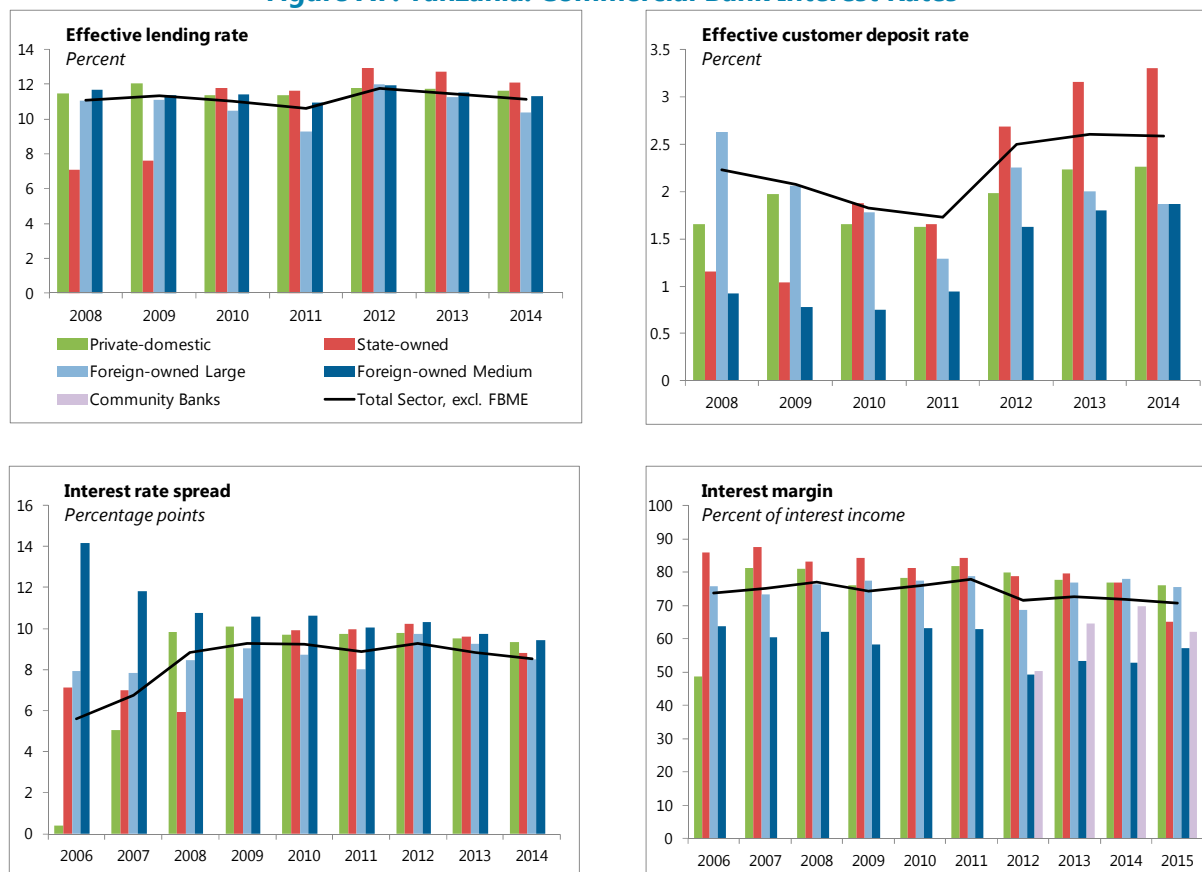 Effective lending rate
Percent
14
12
10
8
6
4
2
0
2008 2009 2010 2011 2012 2013 2014
Private-domestic State-owned
Foreign-owned Large Foreign-owned Medium
Community Banks Total Sector, excl. FBME
Effective customer deposit rate
Percent
3.5
3
2.5
2
1.5
1
0.5
0
2008 2009 2010 2011 2012 2013 2014
Interest rate spread
Percentage points
16
14
12
10
8
6
4
2
0
2006 2007 2008 2009 2010 2011 2012 2013 2014
Interest margin
Percent of interest income
100
90
80
70
60
50
40
30
20
10
0
2006 2007 2008 2009 2010 2011 2012 2013 2014 2015